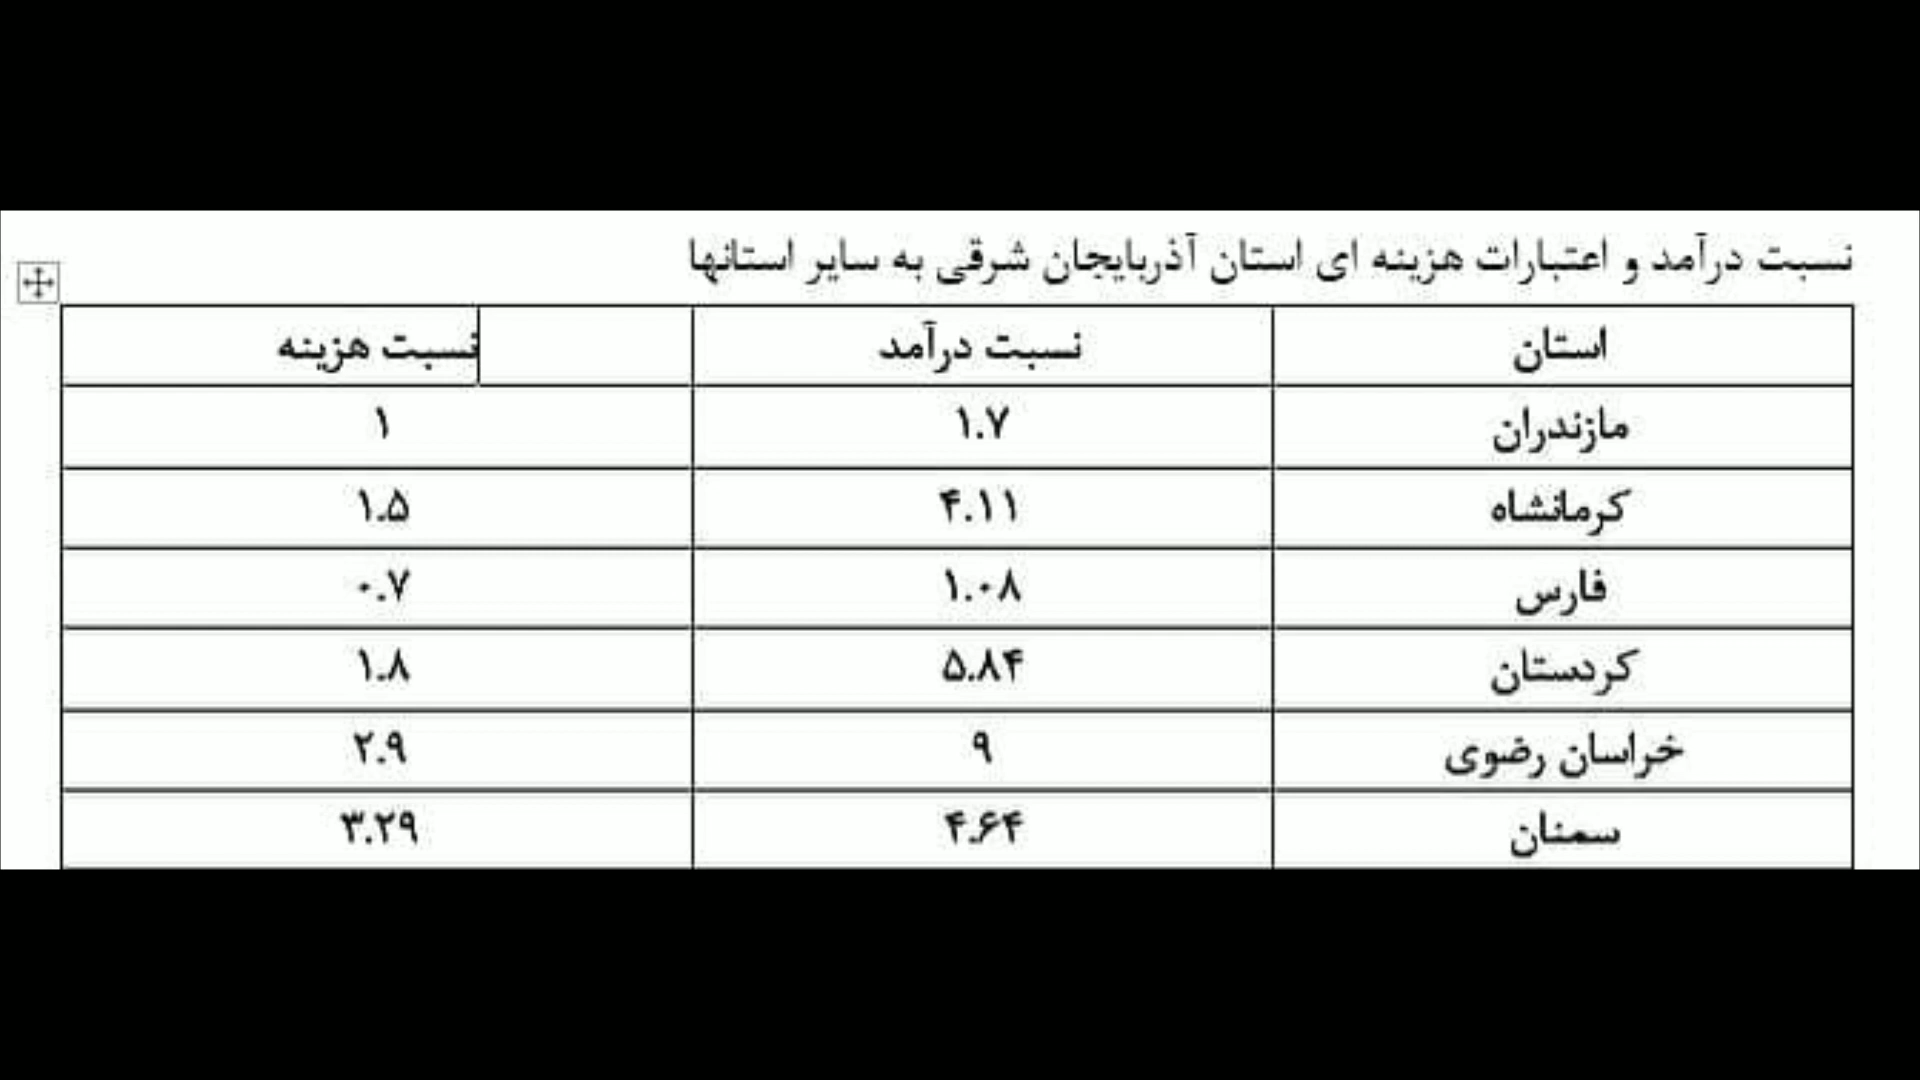 نسبت درآمد و اعتبارات هزینه ای استان آذربایجان شرقی به سایر استانها
استان نسبت درآمد نسبت هزینه
مازندران ۱.۷ ۱
کرمانشاه ۴.۱۱ ۱.۵
فارس ۱.۰۸ ۰.۷
کردستان ۵.۸۴ ۱.۸
خراسان رضوی ۹ ۲.۹
سمنان ۴.۶۴ ۳.۲۹